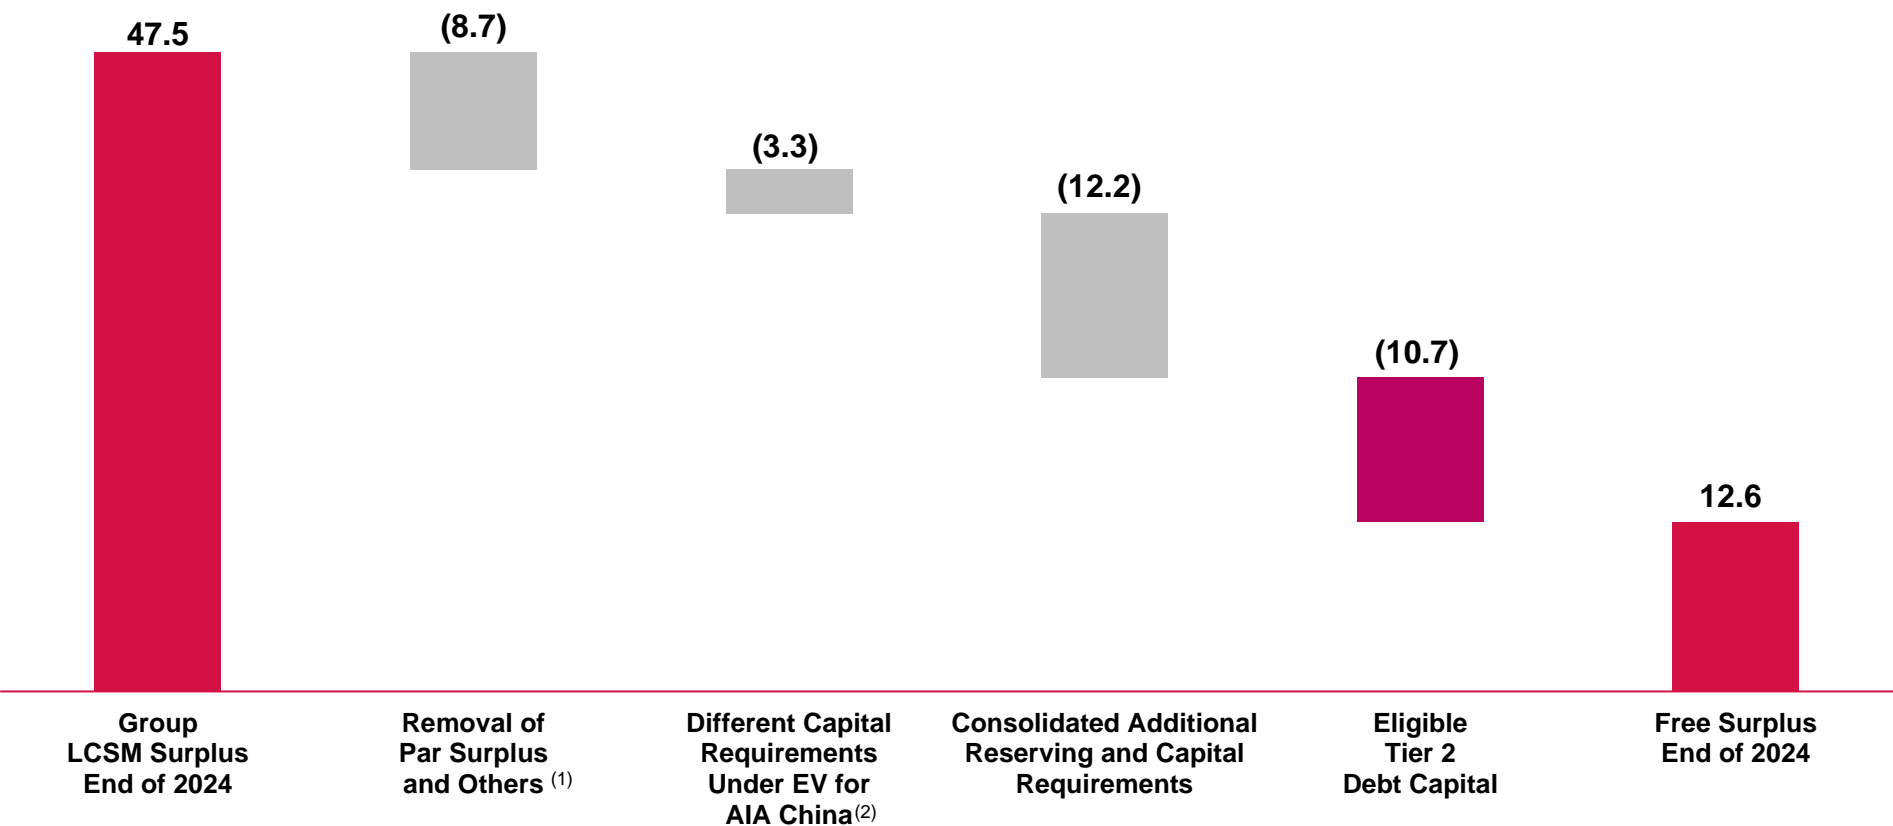 47.5
(8.7)
(3.3)
(12.2)
(10.7)
12.6
Group
LCSM Surplus
End of 2024
Removal of
Par Surplus
and Others (1)
Different Capital
Requirements
Under EV for
AIA China(2)
Consolidated Additional
Reserving and Capital
Requirements
Eligible
Tier 2
Debt Capital
Free Surplus
End of 2024